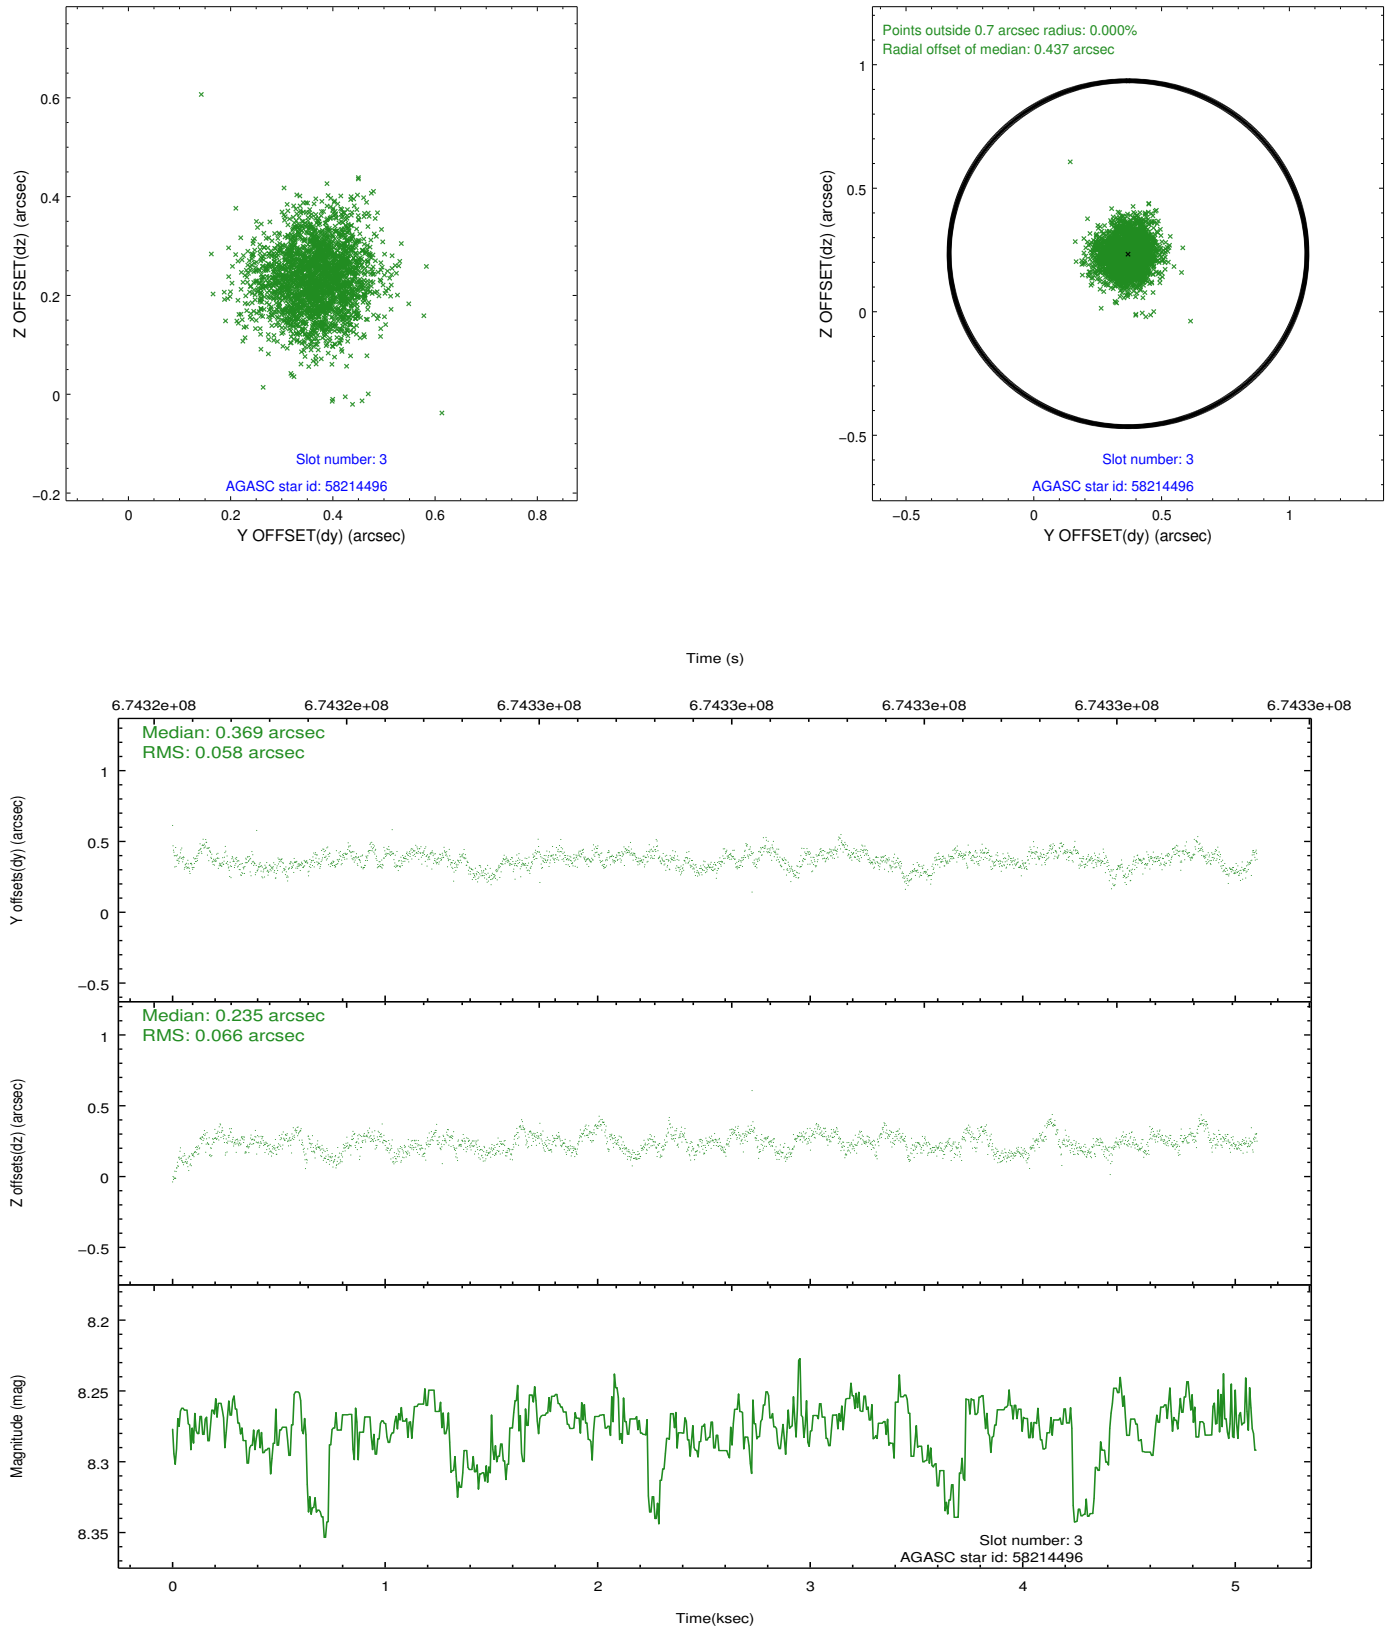 0.6
0.4
0.2
0
−0.2
Z OFFSET(dz) (arcsec)
Slot number: 3
AGASC star id: 58214496
0 0.2 0.4 0.6 0.8
Y OFFSET(dy) (arcsec)
Points outside 0.7 arcsec radius: 0.000%
Radial offset of median: 0.437 arcsec
1
0.5
0
−0.5
Z OFFSET(dz) (arcsec)
Slot number: 3
AGASC star id: 58214496
−0.5 0 0.5 1
Y OFFSET(dy) (arcsec)
Time (s)
6.7432e+08 6.7432e+08 6.7433e+08 6.7433e+08 6.7433e+08 6.7433e+08 6.7433e+08
Median: 0.369 arcsec
RMS: 0.058 arcsec
1
0.5
0
−0.5
Y offsets(dy) (arcsec)
Median: 0.235 arcsec
RMS: 0.066 arcsec
1
0.5
0
−0.5
Z offsets(dz) (arcsec)
8.2
8.25
8.3
8.35
Magnitude (mag)
Slot number: 3
AGASC star id: 58214496
0 1 2 3 4 5
Time(ksec)